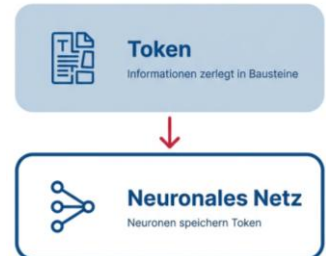 Token
Informationen zerlegt in Bausteine
Neuronales Netz
Neuronen speichern Token